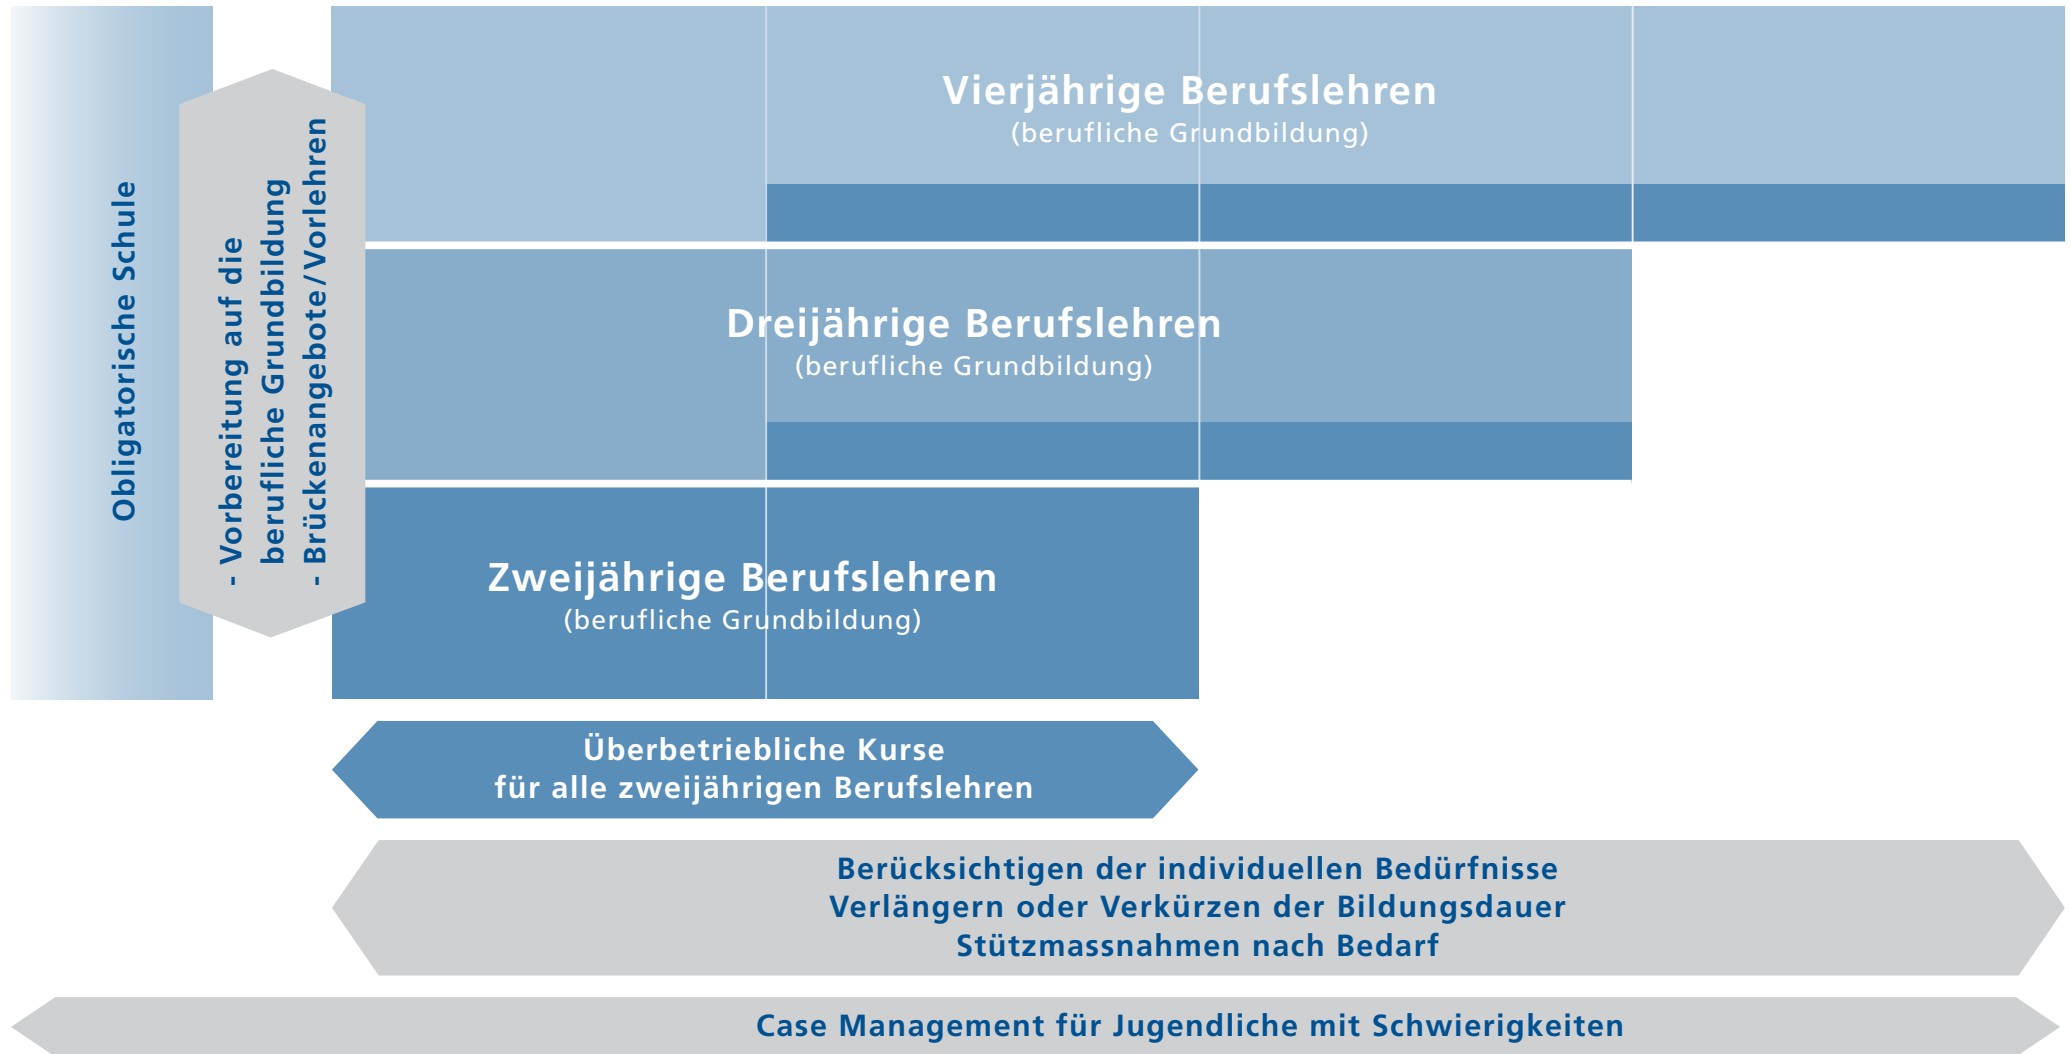 Obligatorische Schule
- Vorbereitung auf die
berufliche Grundbildung
- Brückenangebote/Vorlehren
Vierjährige Berufslehren
(berufliche Grundbildung)
Dreijährige Berufslehren
(berufliche Grundbildung)
Zweijährige Berufslehren
(berufliche Grundbildung)
Überbetriebliche Kurse
für alle zweijährigen Berufslehren
Berücksichtigen der individuellen Bedürfnisse
Verlängern oder Verkürzen der Bildungsdauer
Stützmassnahmen nach Bedarf
Case Management für Jugendliche mit Schwierigkeiten